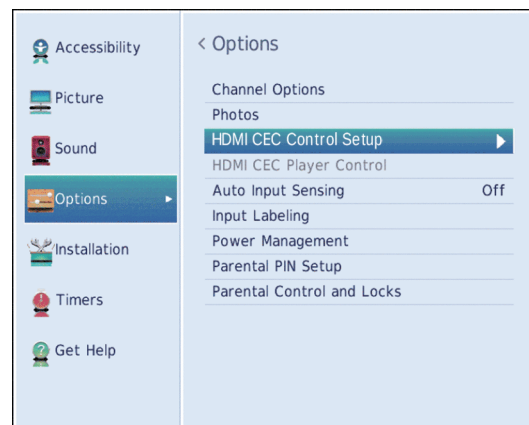 Accessibility
Picture
Sound
Options
Installation
Timers
Get Help
< Options
Channel Options
Photos
HDMI CEC Control Setup
HDMI CEC Player Control
Auto Input Sensing Off
Input Labeling
Power Management
Parental PIN Setup
Parental Control and Locks